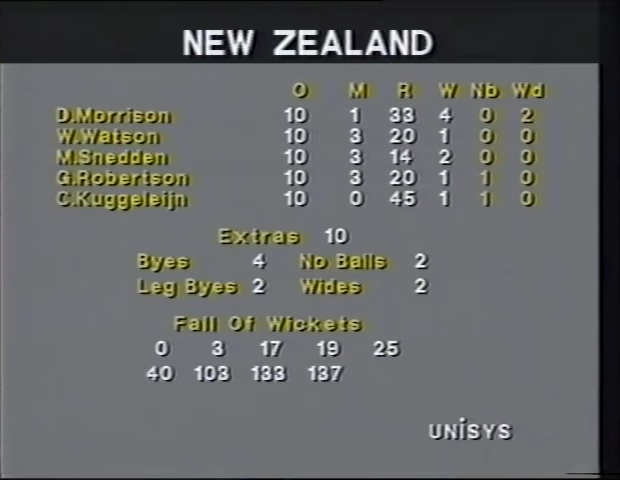 NEW ZEALAND
O M R W Nb Wd
D.Morrison 10 1 33 4 0 2
W.Watson 10 3 20 1 0 0
M.Snedden 10 3 14 2 0 0
G.Robertson 10 3 20 1 1 0
C.Kuggeleijn 10 0 45 1 1 0
Extras 10
Byes 4 No Balls 2
Leg Byes 2 Wides 2
Fall Of Wickets
0 3 17 19 25
40 103 133 137
UNiSYS